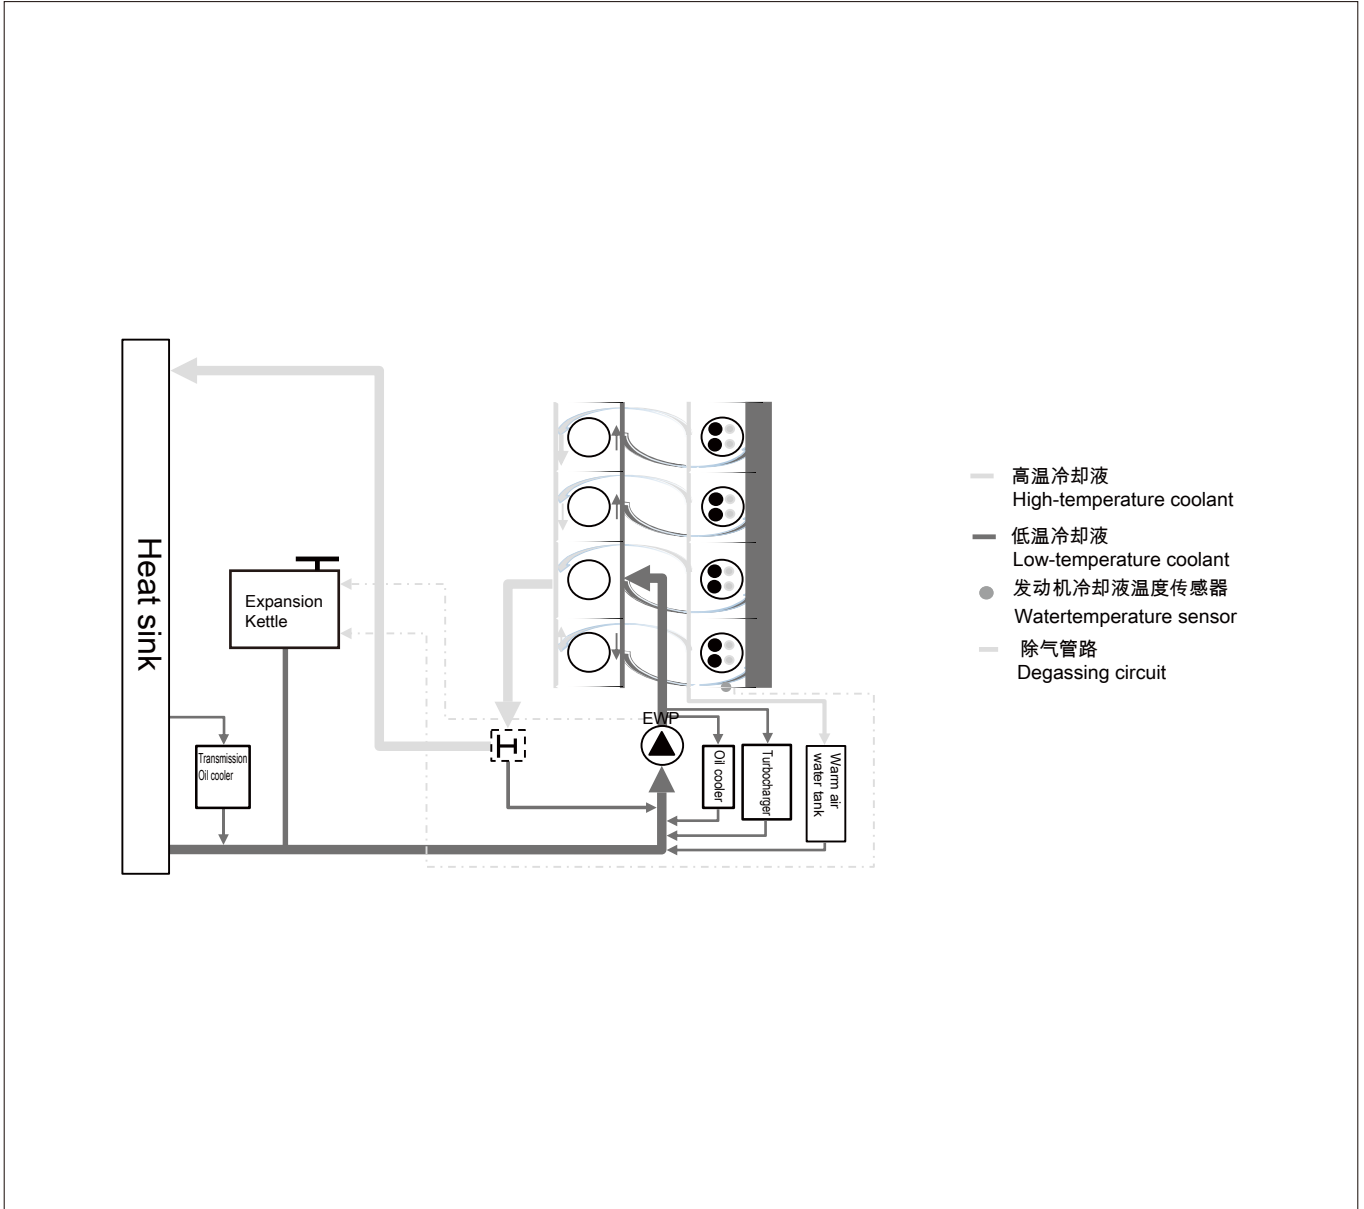 Heat sink
Expansion
Kettle
Transmission
Oil cooler
EWP
Oil cooler
Turbocharger
Warm air
water tank
高温冷却液
High-temperature coolant
低温冷却液
Low-temperature coolant
发动机冷却液温度传感器
Watertemperature sensor
除气管路
Degassing circuit